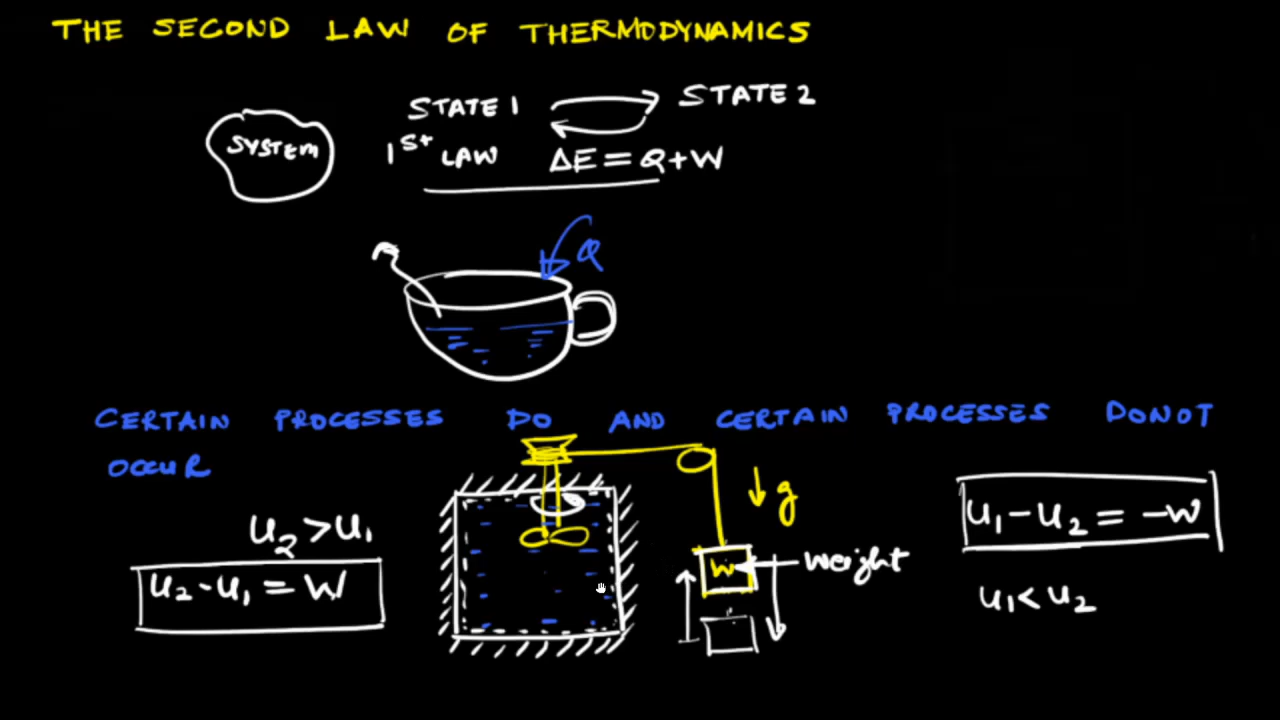 THE SECOND LAW OF THERMODYNAMICS
STATE 1 STATE 2
SYSTEM
1st LAW ΔE = Q + W
Q
CERTAIN PROCESSES DO AND CERTAIN PROCESSES DONOT
OCCUR
g
u₂ > u₁
u₁ - u₂ = -W
W weight
u₂ - u₁ = W
u₁ < u₂